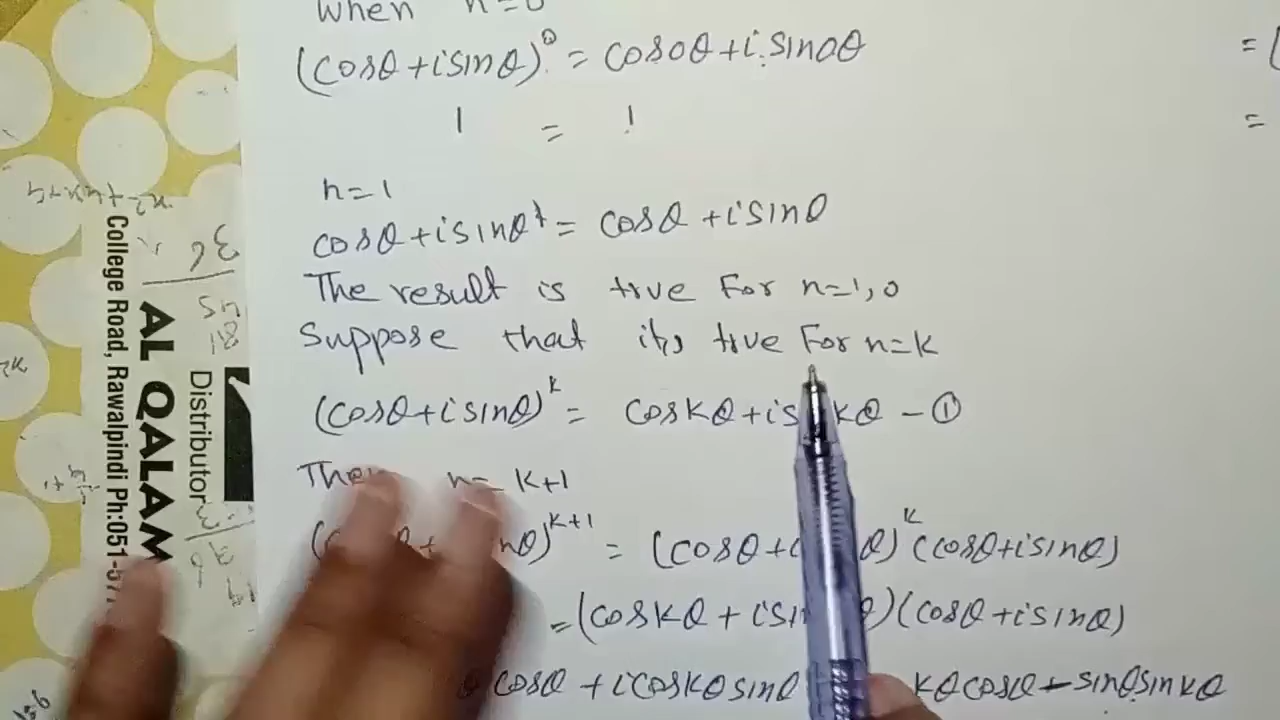 When n=0
(cosθ+isinθ)⁰ = cos0θ+i.sin0θ
1 = 1
n=1
cosθ+isinθ¹ = cosθ+isinθ
The result is true For n=1,0
Suppose that its true For n=k
(cosθ+isinθ)ᵏ = coskθ+is kθ -①
Then n= k+1
nθ)ᵏ⁺¹ = (cosθ+i θ)ᵏ(cosθ+isinθ)
=(coskθ + isin )(cosθ+isinθ)
cosθ +icoskθsinθ kθcosθ - sinθsinkθ
=
=
College Road, Rawalpindi Ph:051-
AL QALAM
Distributor